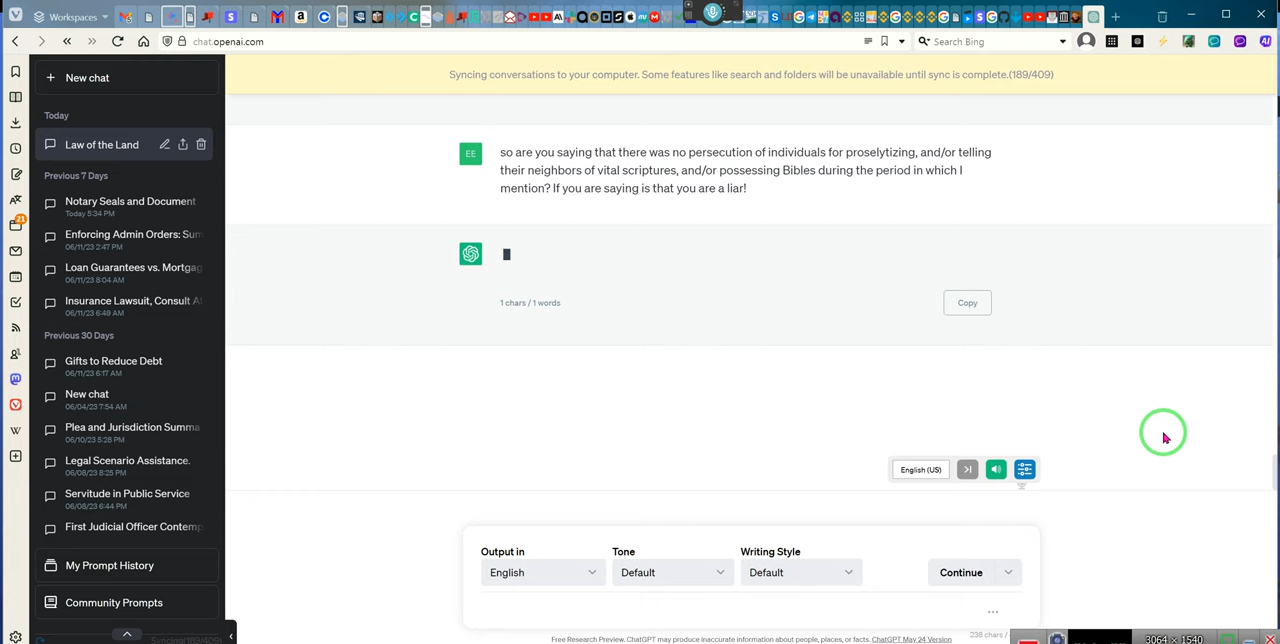 Workspaces
chat.openai.com
Search Bing
21
New chat
Today
Law of the Land
Previous 7 Days
Notary Seals and Document
Today 5:34 PM
Enforcing Admin Orders: Sum
06/11/23 2:47 PM
Loan Guarantees vs. Mortgag
06/11/23 8:04 AM
Insurance Lawsuit, Consult A
06/11/23 6:49 AM
Previous 30 Days
Gifts to Reduce Debt
06/11/23 6:17 AM
New chat
06/04/23 7:54 AM
Plea and Jurisdiction Summa
06/10/23 5:28 PM
Legal Scenario Assistance.
06/08/23 8:25 PM
Servitude in Public Service
06/08/23 6:44 PM
First Judicial Officer Contemp
My Prompt History
Community Prompts
Syncing(189/409)
Syncing conversations to your computer. Some features like search and folders will be unavailable until sync is complete.(189/409)
EE
so are you saying that there was no persecution of individuals for proselytizing, and/or telling
their neighbors of vital scriptures, and/or possessing Bibles during the period in which I
mention? If you are saying is that you are a liar!
1 chars / 1 words
Copy
English (US)
Output in
Tone
Writing Style
English
Default
Default
Continue
238 chars /
Free Research Preview. ChatGPT may produce inaccurate information about people, places, or facts. ChatGPT May 24 Version
3064 × 1540